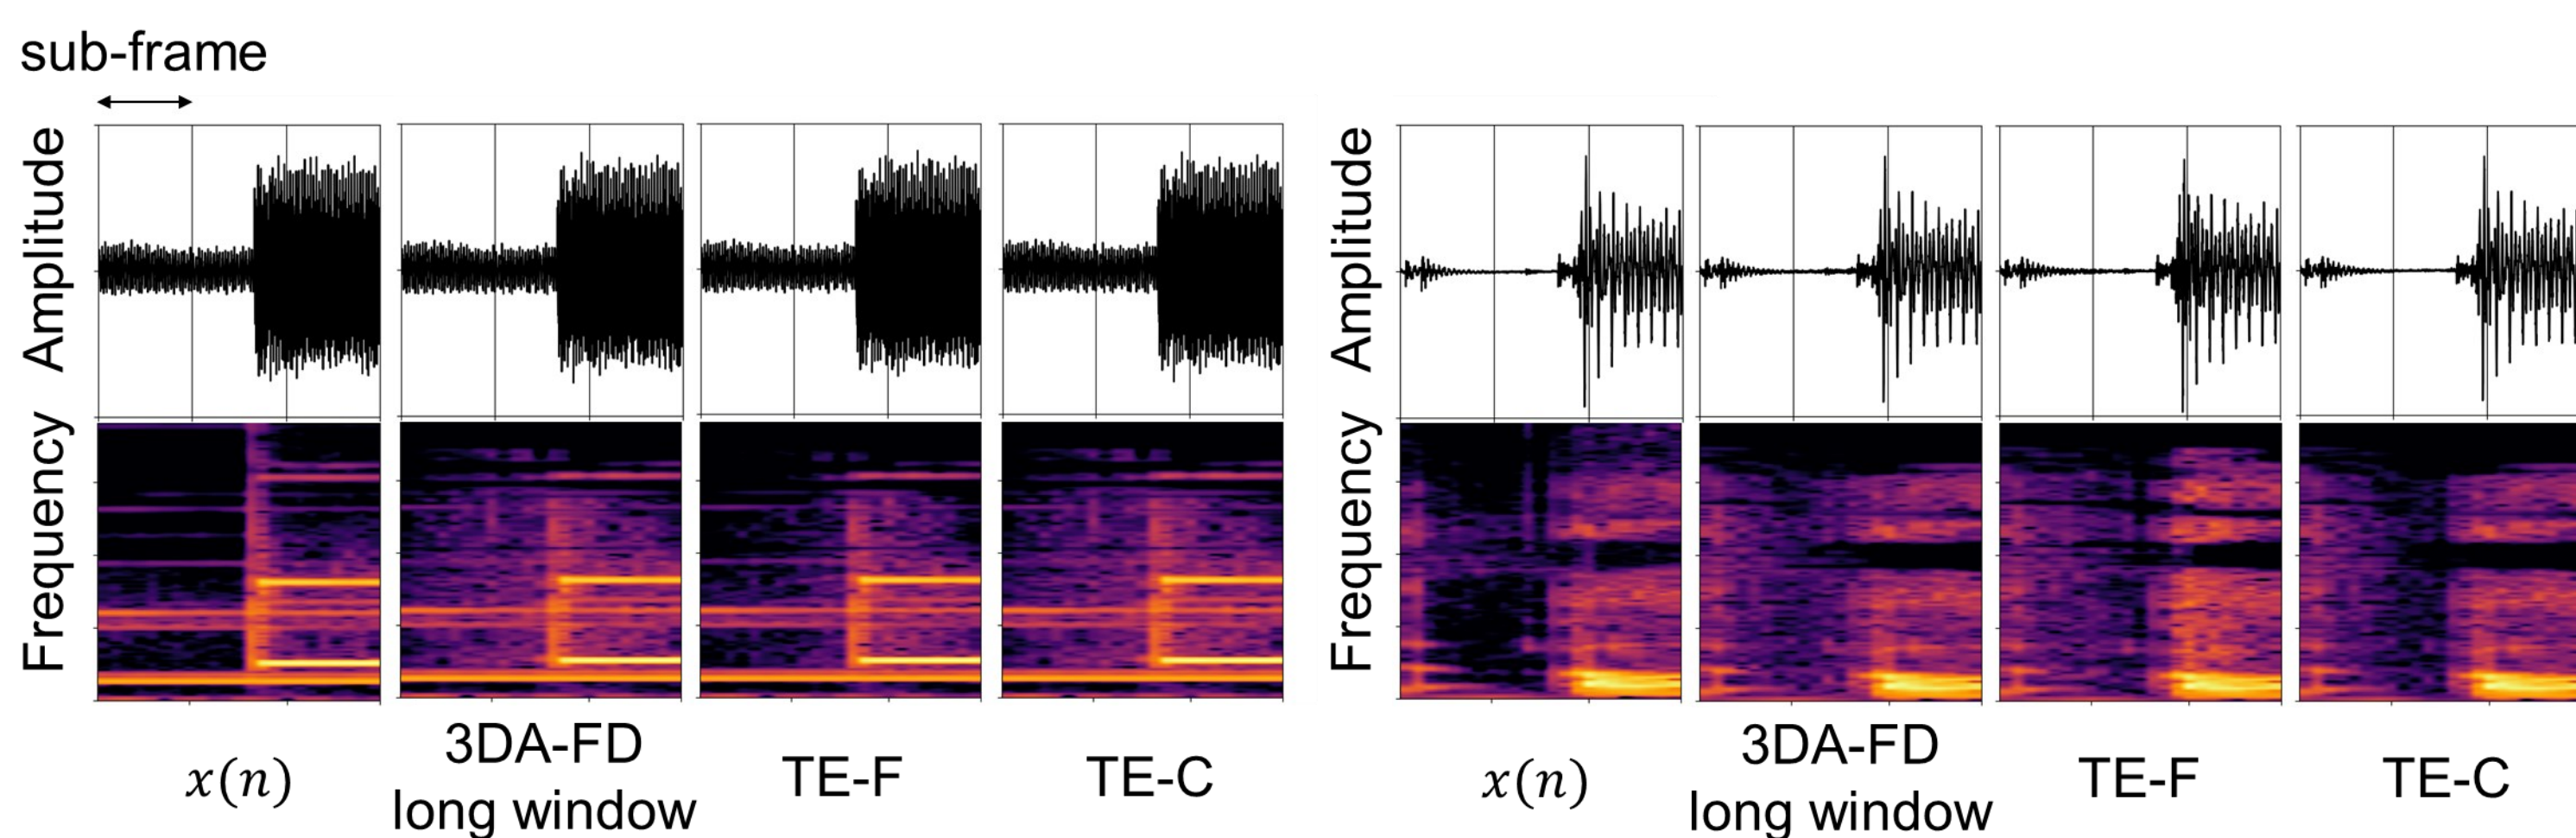 sub-frame
Amplitude
Frequency
x(n)
3DA-FD
long window
TE-F
TE-C
Amplitude
Frequency
x(n)
3DA-FD
long window
TE-F
TE-C